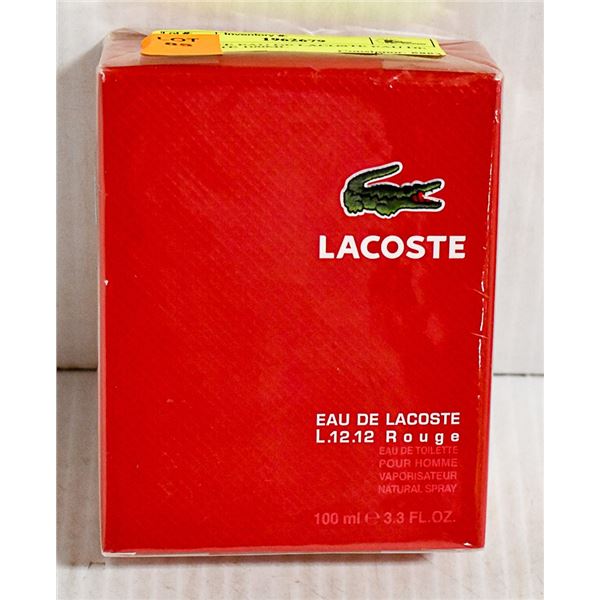 Inventory #
LOT
LACOSTE
EAU DE LACOSTE
L.12.12 Rouge
EAU DE TOILETTE
POUR HOMME
VAPORISATEUR
NATURAL SPRAY
100 ml ℮ 3.3 FL.OZ.